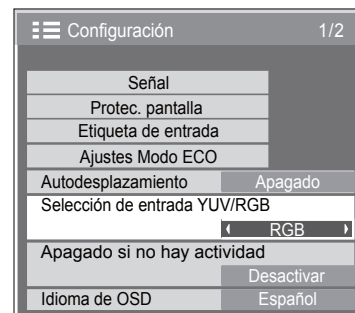 Configuración 1/2
Señal
Protec. pantalla
Etiqueta de entrada
Ajustes Modo ECO
Autodesplazamiento Apagado
Selección de entrada YUV/RGB
RGB
Apagado si no hay actividad
Desactivar
Idioma de OSD Español